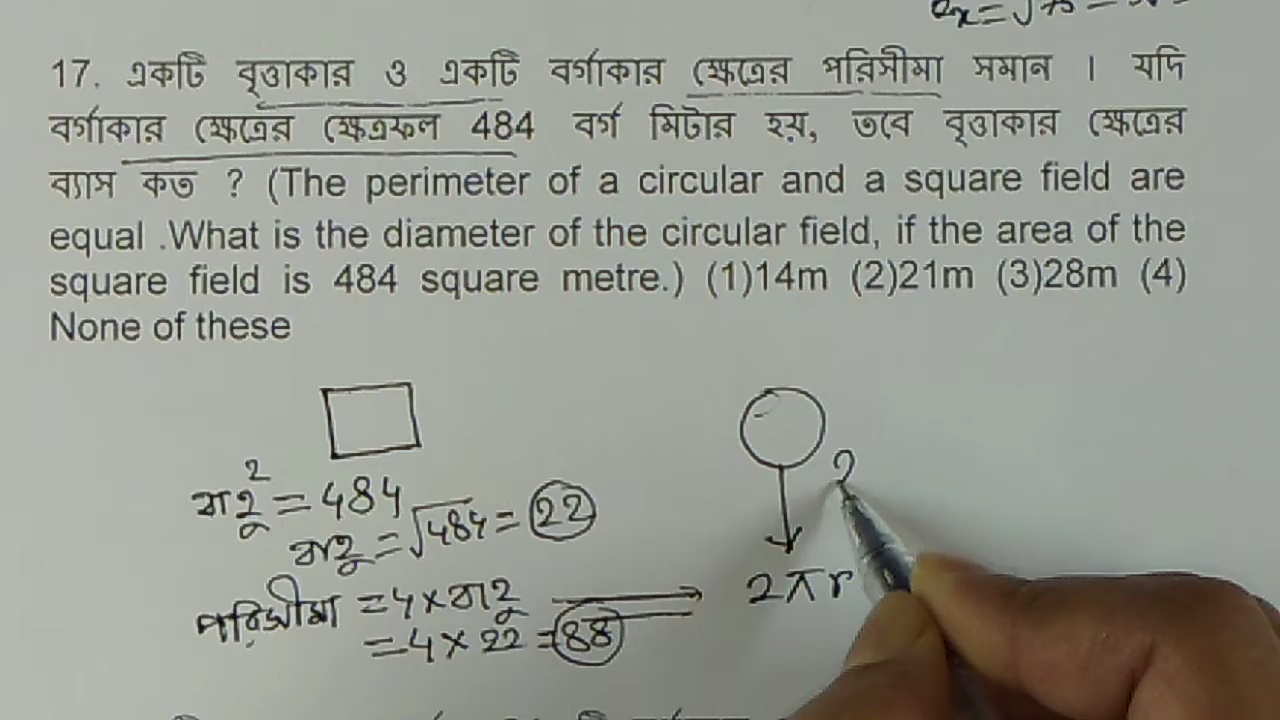 17. একটি বৃত্তাকার ও একটি বর্গাকার ক্ষেত্রের পরিসীমা সমান । যদি
বর্গাকার ক্ষেত্রের ক্ষেত্রফল 484 বর্গ মিটার হয়, তবে বৃত্তাকার ক্ষেত্রের
ব্যাস কত ? (The perimeter of a circular and a square field are
equal .What is the diameter of the circular field, if the area of the
square field is 484 square metre.) (1)14m (2)21m (3)28m (4)
None of these
বাহু² = 484
বাহু = √484 = 22
?
পরিসীমা = 4 × বাহু
2πr
= 4 × 22 = 88